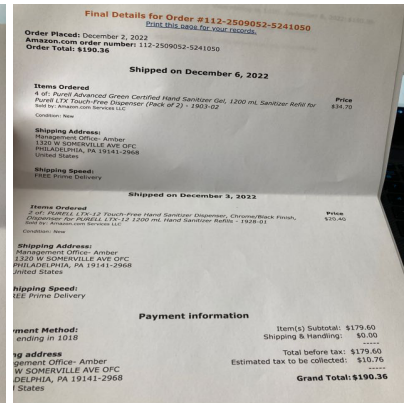 Final Details for Order #112-2509052-5241050
Print this page for your records.
Order Placed: December 2, 2022
Amazon.com order number: 112-2509052-5241050
Order Total: $190.36
Shipped on December 6, 2022
Items Ordered Price
4 of: Purell Advanced Green Certified Hand Sanitizer Gel, 1200 mL Sanitizer Refill for $34.70
Purell LTX Touch-Free Dispenser (Pack of 2) - 1903-02
Sold by: Amazon.com Services LLC
Condition: New
Shipping Address:
Management Office- Amber
1320 W SOMERVILLE AVE OFC
PHILADELPHIA, PA 19141-2968
United States
Shipping Speed:
FREE Prime Delivery
Shipped on December 3, 2022
Items Ordered Price
2 of: PURELL LTX-12 Touch-Free Hand Sanitizer Dispenser, Chrome/Black Finish, $20.40
Dispenser for PURELL LTX-12 1200 mL Hand Sanitizer Refills - 1928-01
Sold by: Amazon.com Services LLC
Condition: New
Shipping Address:
Management Office- Amber
1320 W SOMERVILLE AVE OFC
PHILADELPHIA, PA 19141-2968
United States
hipping Speed:
REE Prime Delivery
Payment information
yment Method: Item(s) Subtotal: $179.60
ending in 1018 Shipping & Handling: $0.00
-----
ng address Total before tax: $179.60
gement Office- Amber Estimated tax to be collected: $10.76
W SOMERVILLE AVE OFC -----
DELPHIA, PA 19141-2968 Grand Total: $190.36
States